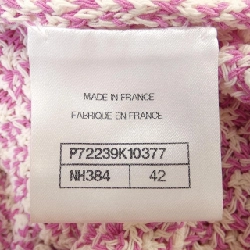 MADE IN FRANCE
FABRIQUE EN FRANCE
P72239K10377
NH384 42